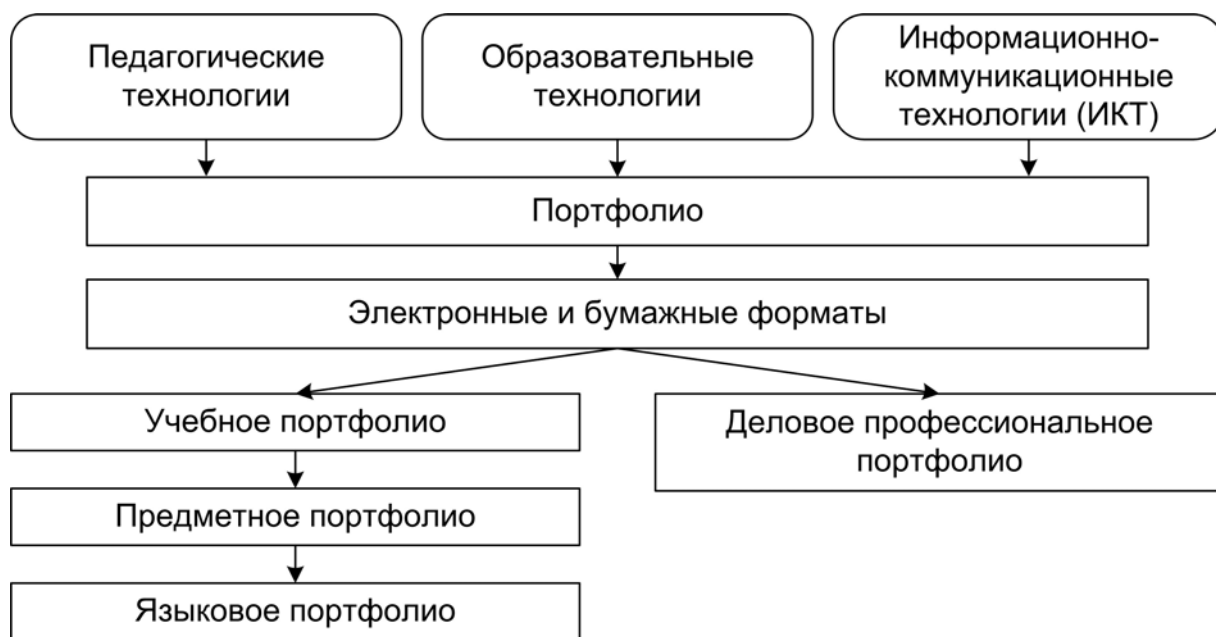 Педагогические
технологии
Образовательные
технологии
Информационно-
коммуникационные
технологии (ИКТ)
Портфолио
Электронные и бумажные форматы
Учебное портфолио
Деловое профессиональное
портфолио
Предметное портфолио
Языковое портфолио